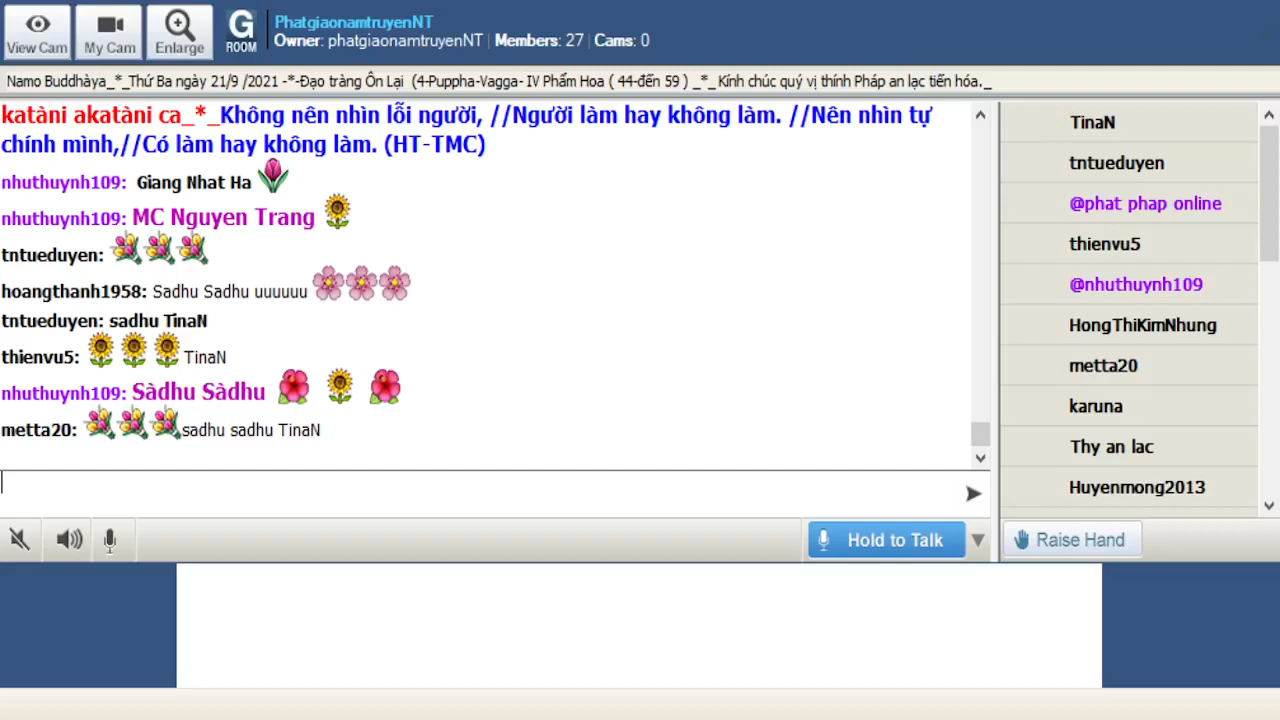 View Cam
My Cam
Enlarge
G
ROOM
PhatgiaonamtruyenNT
Owner: phatgiaonamtruyenNT | Members: 27 | Cams: 0
Namo Buddhàya_*_Thứ Ba ngày 21/9 /2021 -*-Đạo tràng Ôn Lại (4-Puppha-Vagga- IV Phẩm Hoa ( 44-đến 59 ) _*_Kính chúc quý vị thính Pháp an lạc tiến hóa._
katàni akatàni ca_*_Không nên nhìn lỗi người, //Người làm hay không làm. //Nên nhìn tự
chính mình,//Có làm hay không làm. (HT-TMC)
nhuthuynh109: Giang Nhat Ha
nhuthuynh109: MC Nguyen Trang
tntueduyen:
hoangthanh1958: Sadhu Sadhu uuuuuu
tntueduyen: sadhu TinaN
thienvu5: TinaN
nhuthuynh109: Sàdhu Sàdhu
metta20: sadhu sadhu TinaN
TinaN
tntueduyen
@phat phap online
thienvu5
@nhuthuynh109
HongThiKimNhung
metta20
karuna
Thy an lac
Huyenmong2013
Hold to Talk
Raise Hand